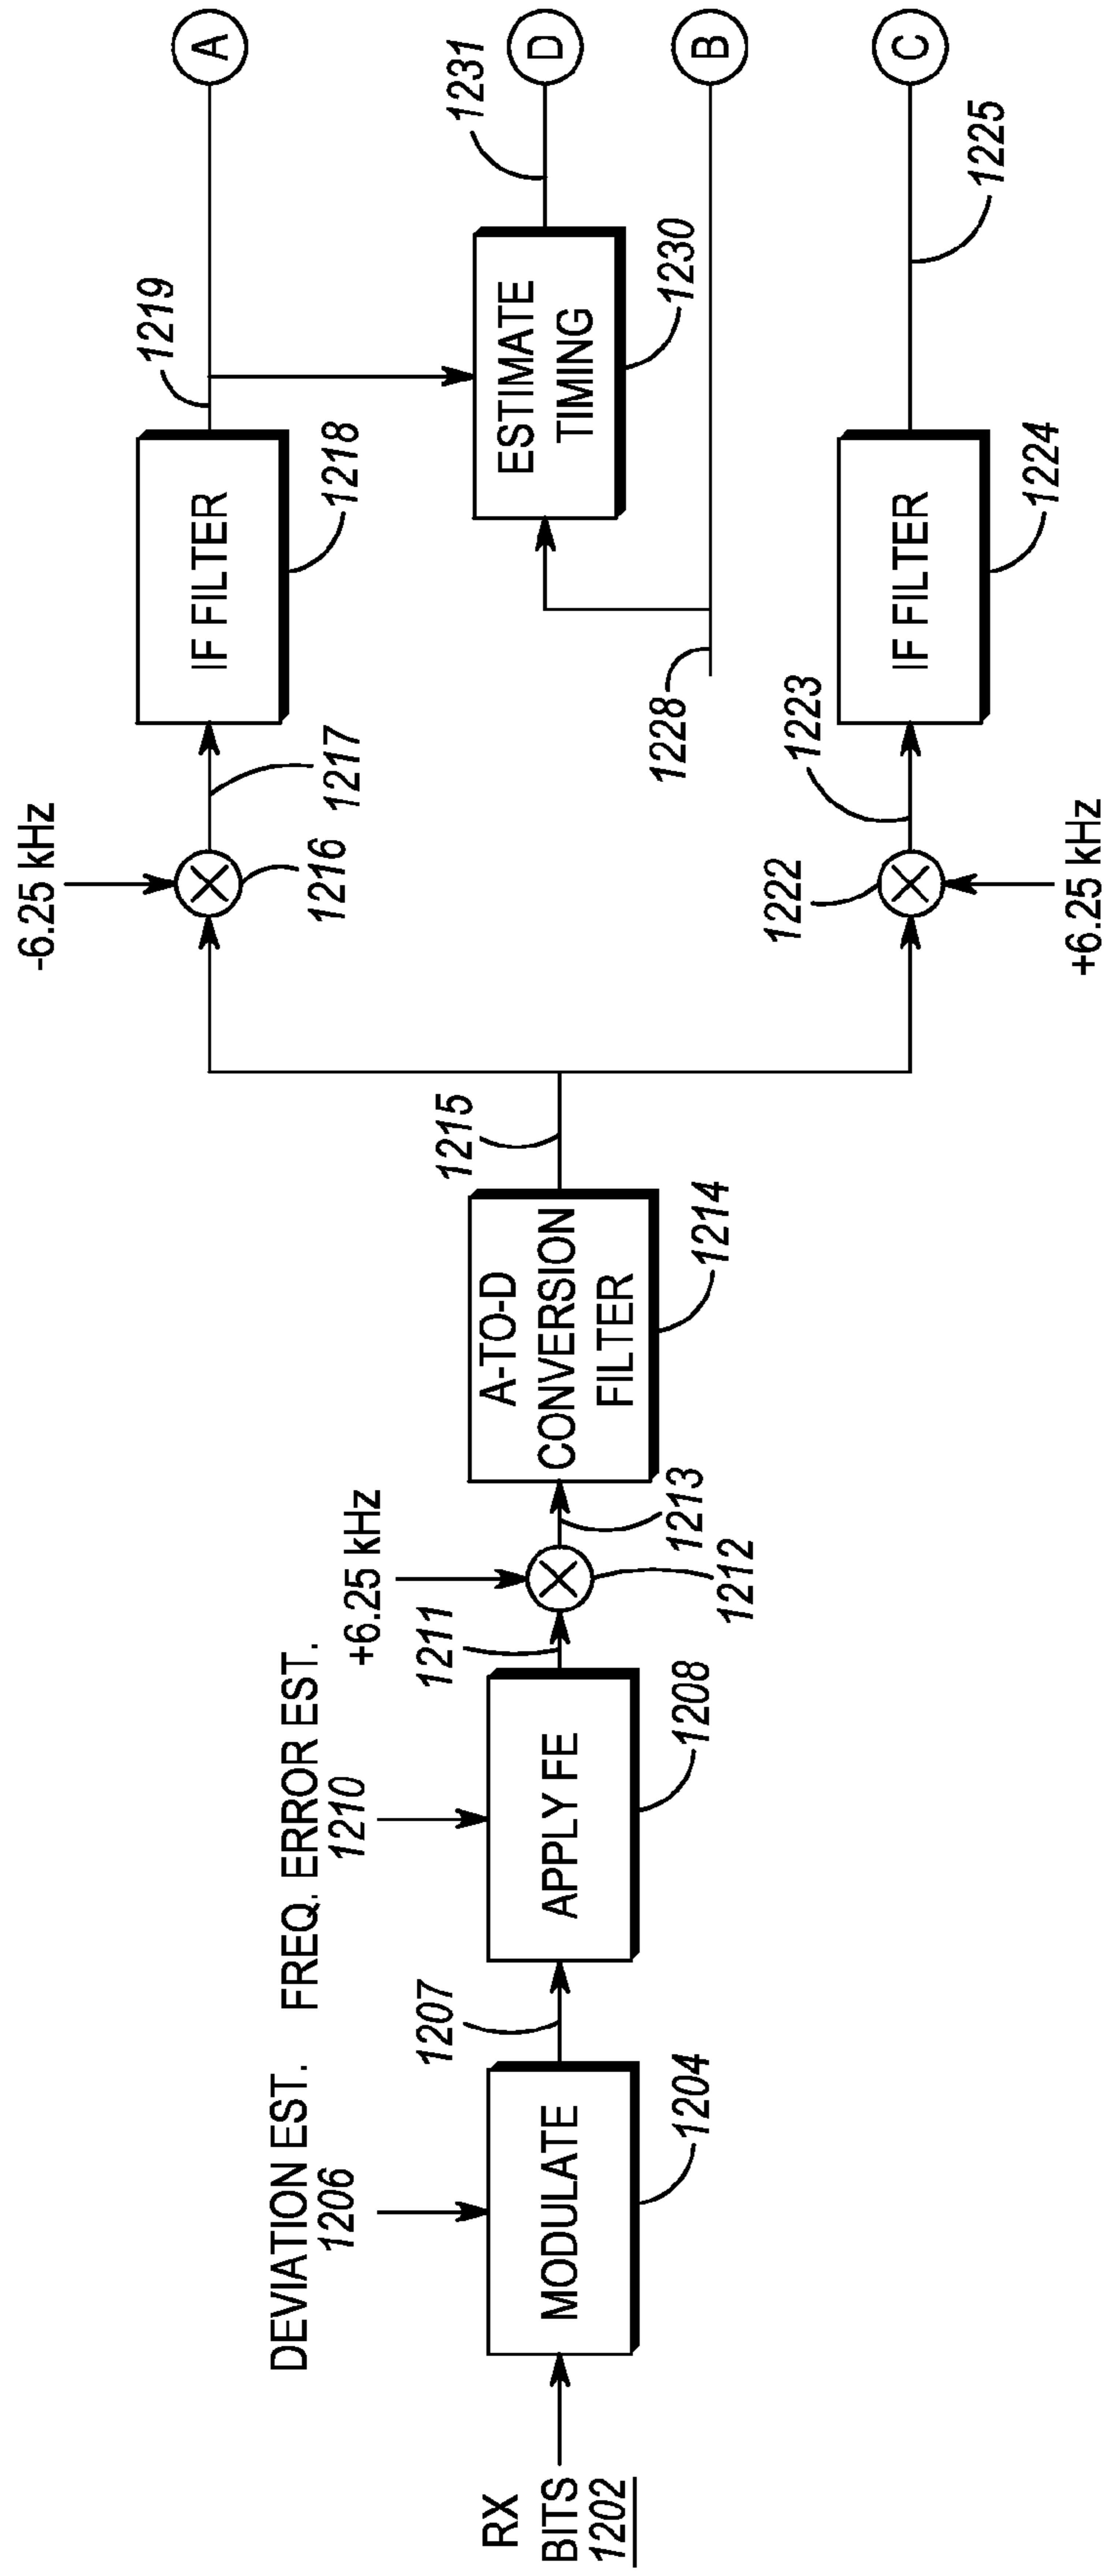 RX
BITS
1202
DEVIATION EST.
1206
MODULATE
1204
1207
FREQ. ERROR EST.
1210
APPLY FE
1208
1211
+6.25 kHz
1212
1213
A-TO-D
CONVERSION
FILTER
1214
1215
-6.25 kHz
1216
1217
IF FILTER
1218
1219
A
ESTIMATE
TIMING
1230
1231
D
1228
B
1222
+6.25 kHz
1223
IF FILTER
1224
1225
C